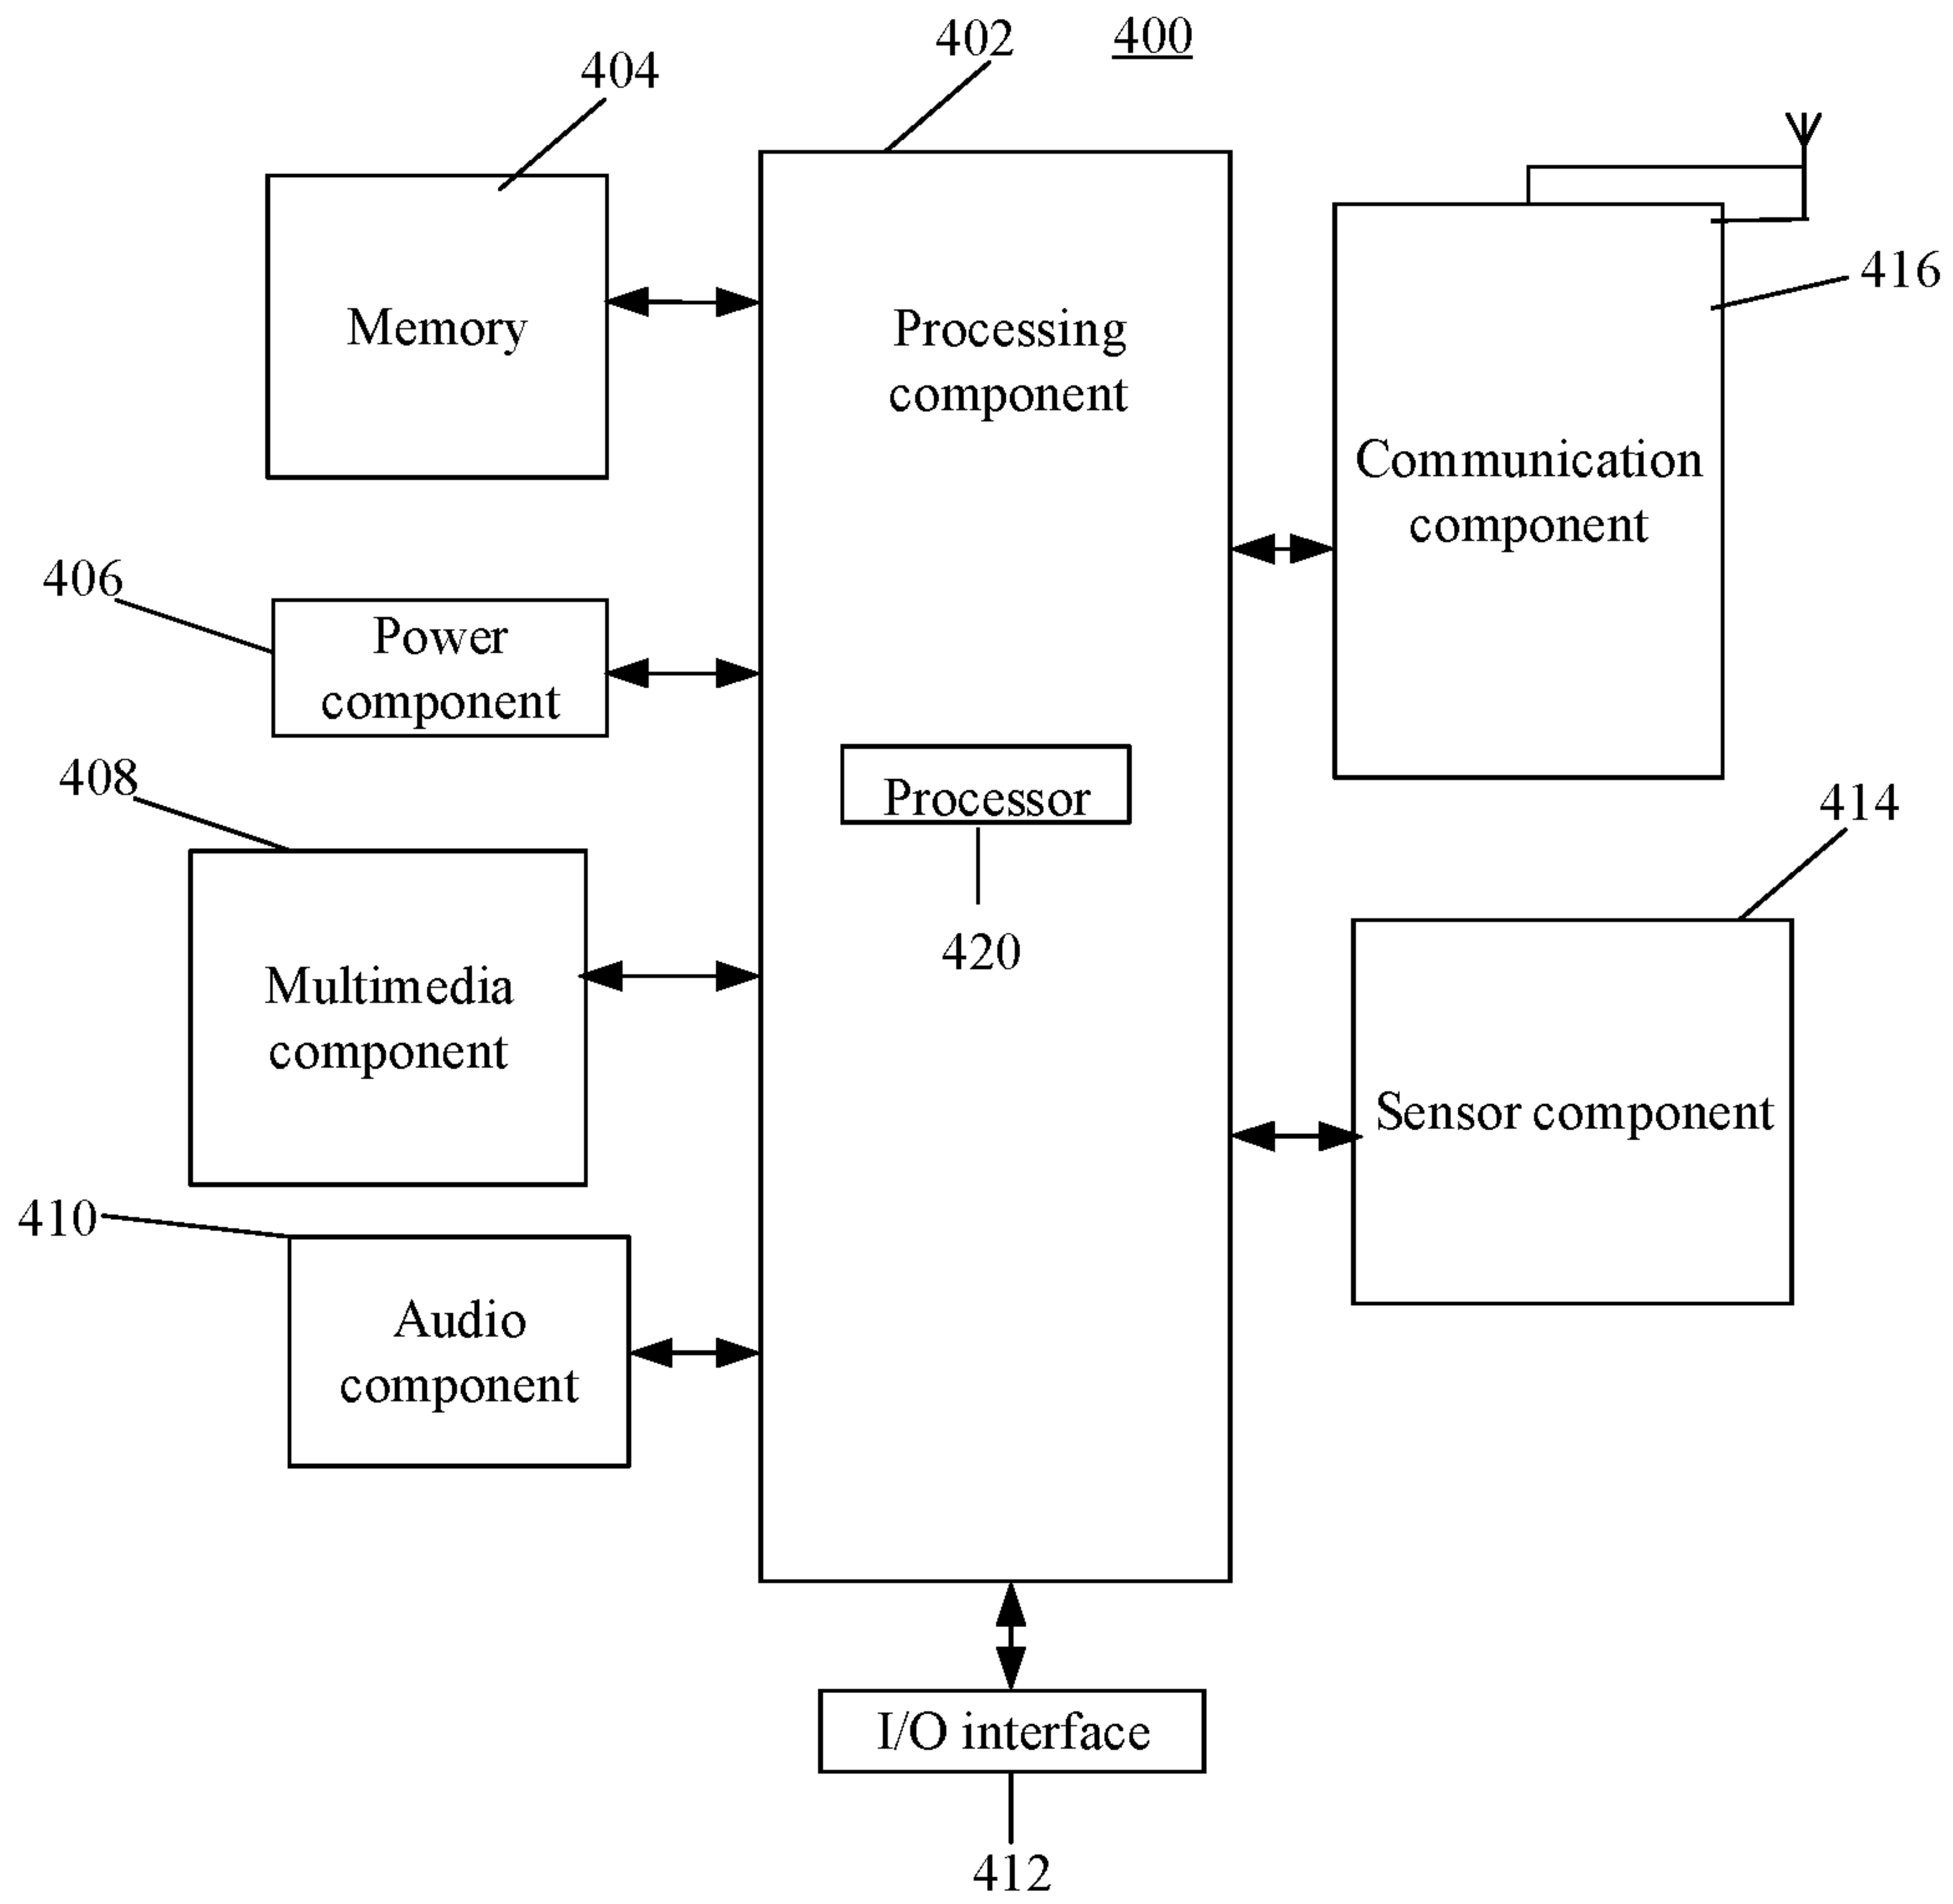 400
402
404
416
Memory
Processing
component
Communication
component
406
Power
component
408
Processor
414
420
Multimedia
component
Sensor component
410
Audio
component
I/O interface
412